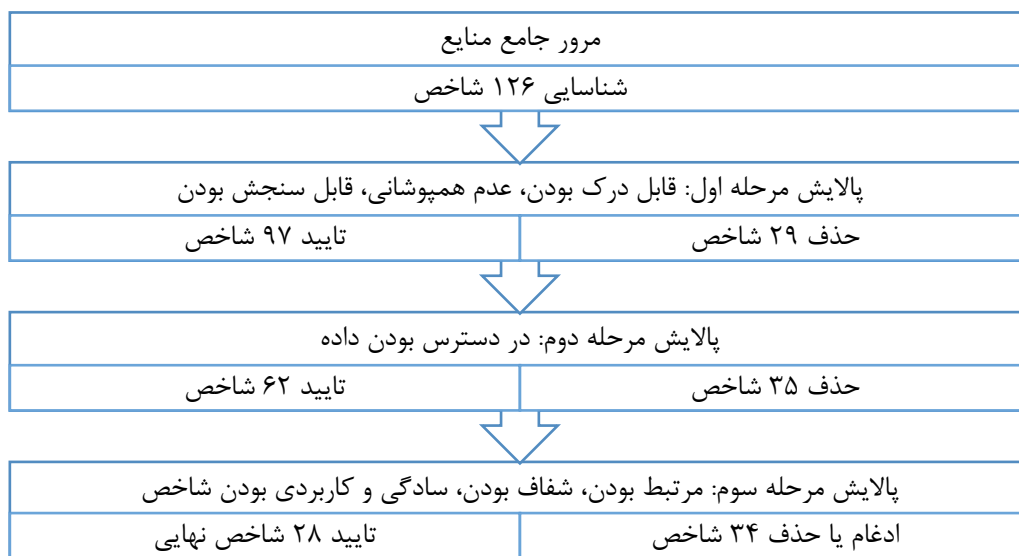 مرور جامع منایع
شناسایی ۱۲۶ شاخص
پالایش مرحله اول: قابل درک بودن، عدم همپوشانی، قابل سنجش بودن
حذف ۲۹ شاخص
تایید ۹۷ شاخص
پالایش مرحله دوم: در دسترس بودن داده
حذف ۳۵ شاخص
تایید ۶۲ شاخص
پالایش مرحله سوم: مرتبط بودن، شفاف بودن، سادگی و کاربردی بودن شاخص
ادغام یا حذف ۳۴ شاخص
تایید ۲۸ شاخص نهایی